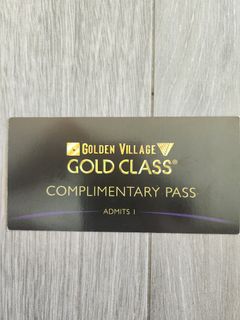 GOLDEN VILLAGE
GOLD CLASS®
COMPLIMENTARY PASS
ADMITS 1